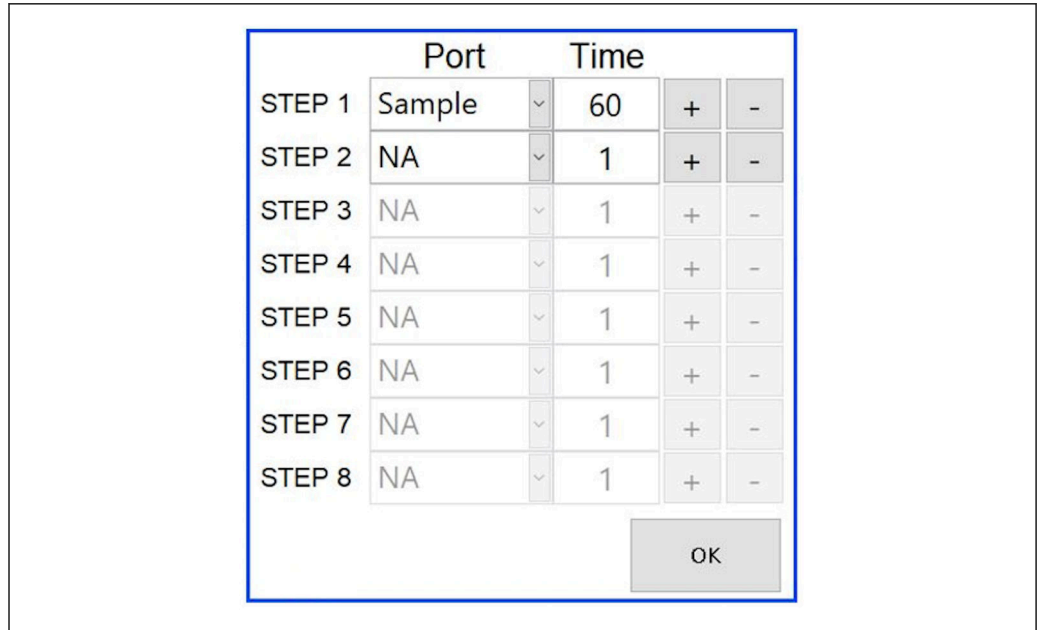 Port Time
STEP 1 Sample 60 + -
STEP 2 NA 1 + -
STEP 3 NA 1 + -
STEP 4 NA 1 + -
STEP 5 NA 1 + -
STEP 6 NA 1 + -
STEP 7 NA 1 + -
STEP 8 NA 1 + -
OK